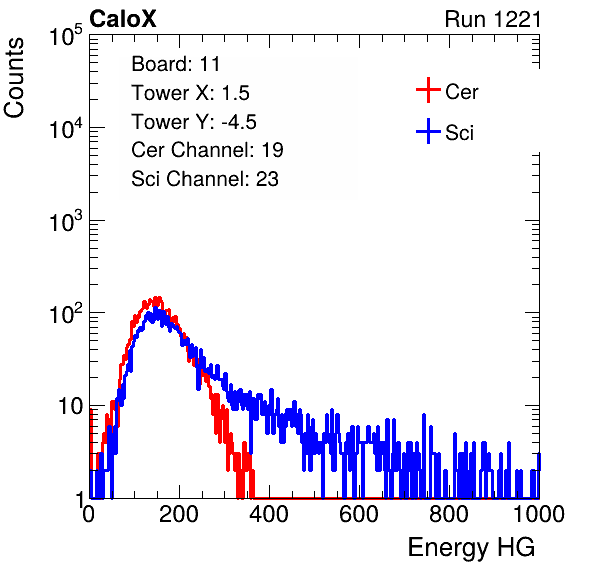 CaloX Run 1221
Counts
Board: 11
Tower X: 1.5
Tower Y: -4.5
Cer Channel: 19
Sci Channel: 23
Cer
Sci
10^5
10^4
10^3
10^2
10
1
0 200 400 600 800 1000
Energy HG